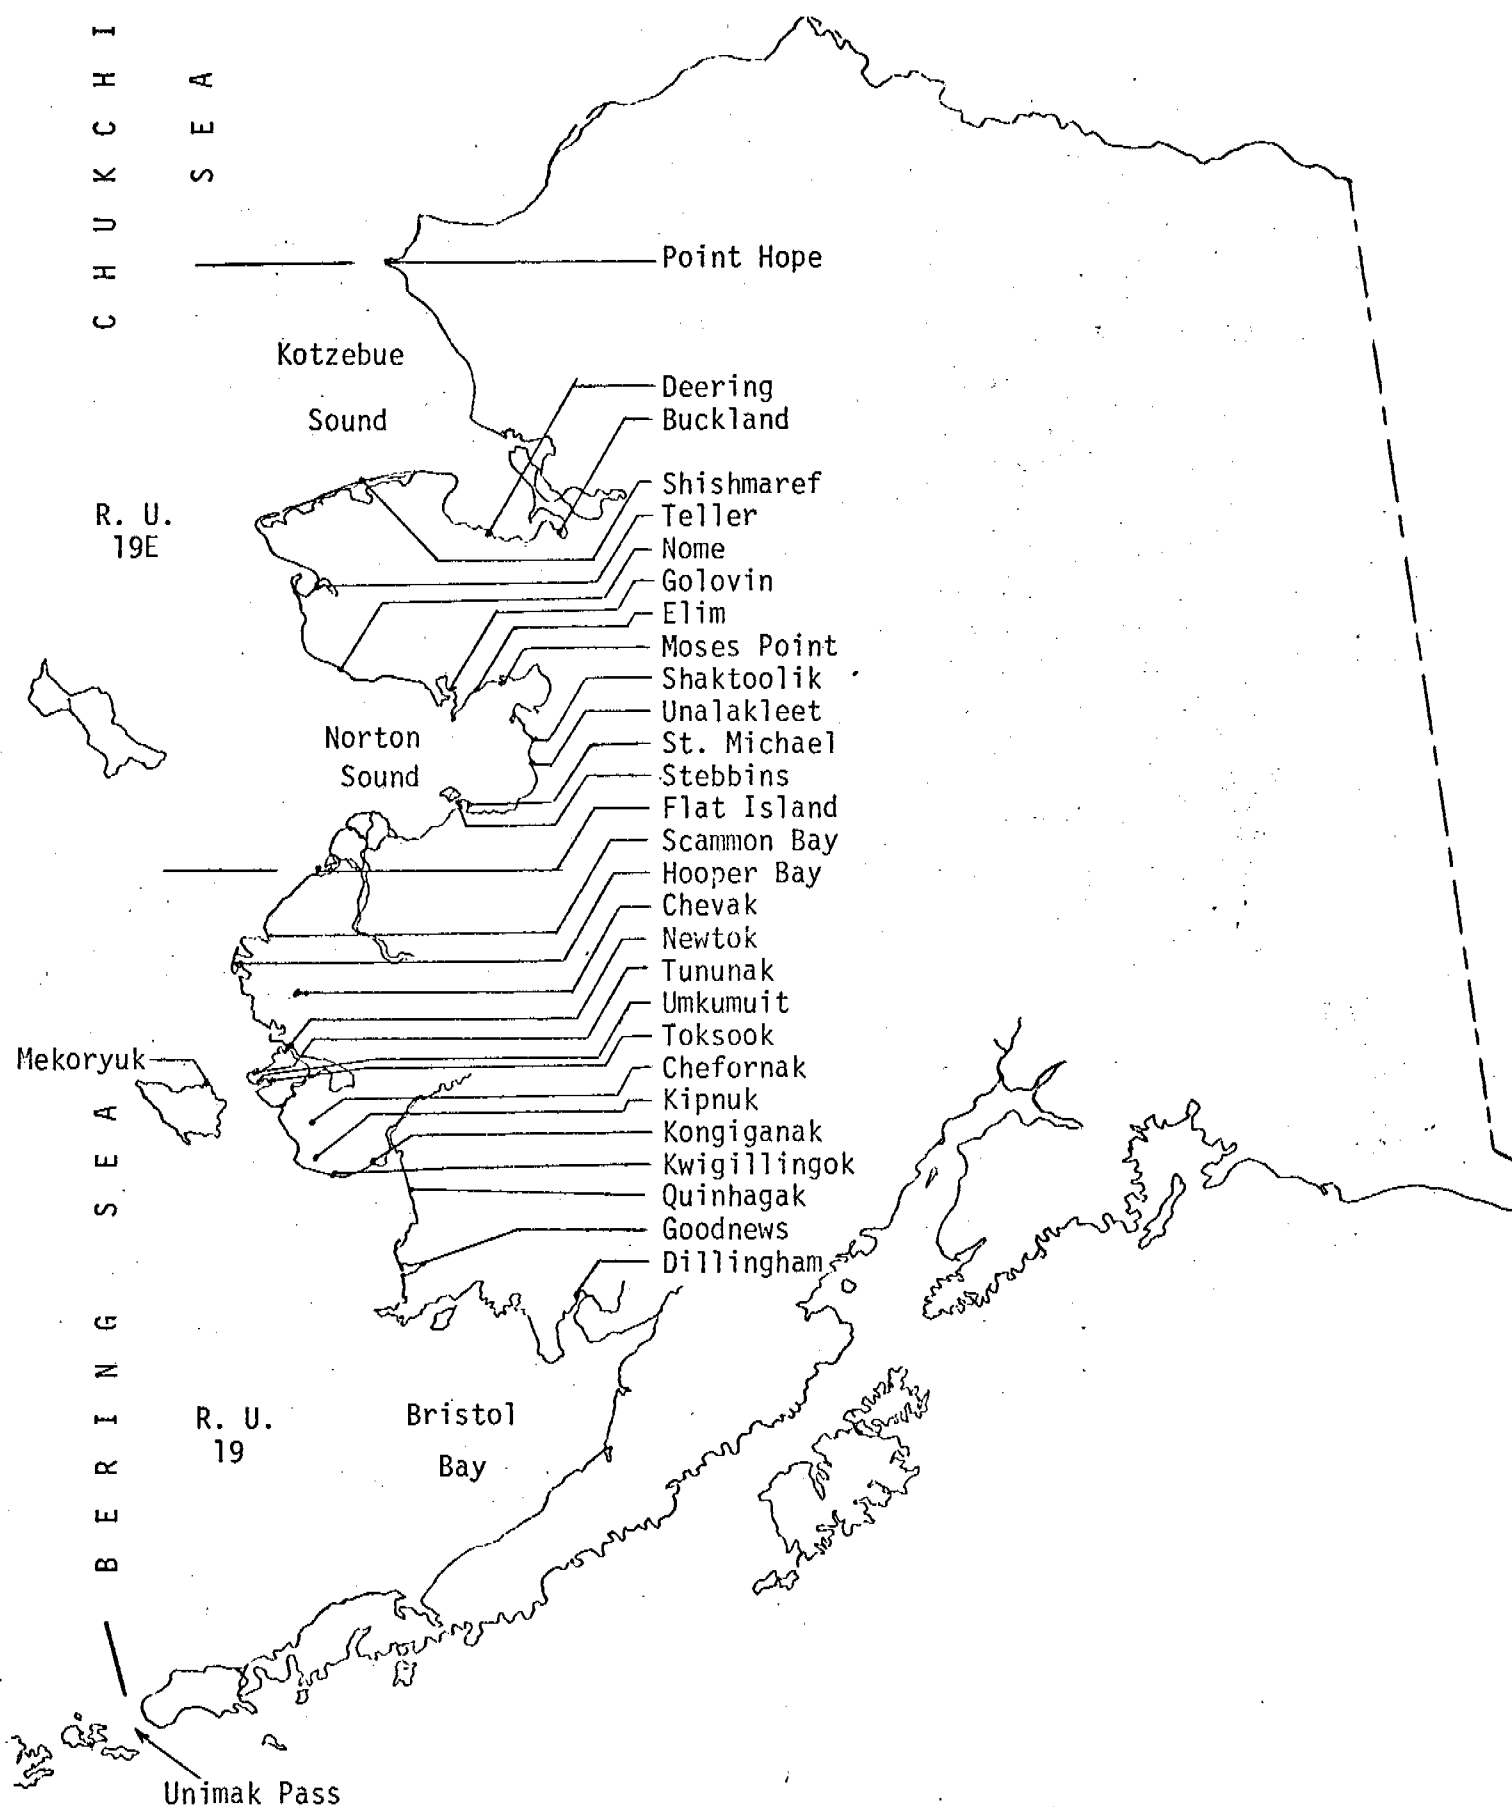 CHUKCHI
SEA
Point Hope
Kotzebue
Sound
Deering
Buckland
Shishmaref
Teller
Nome
Golovin
Elim
Moses Point
Shaktoolik
Unalakleet
St. Michael
Stebbins
Flat Island
Scammon Bay
Hooper Bay
Chevak
Newtok
Tununak
Umkumuit
Toksook
Chefornak
Kipnuk
Kongiganak
Kwigillingok
Quinhagak
Goodnews
Dillingham
R. U.
19E
Norton
Sound
Mekoryuk
BERING SEA
R. U.
19
Bristol
Bay
Unimak Pass